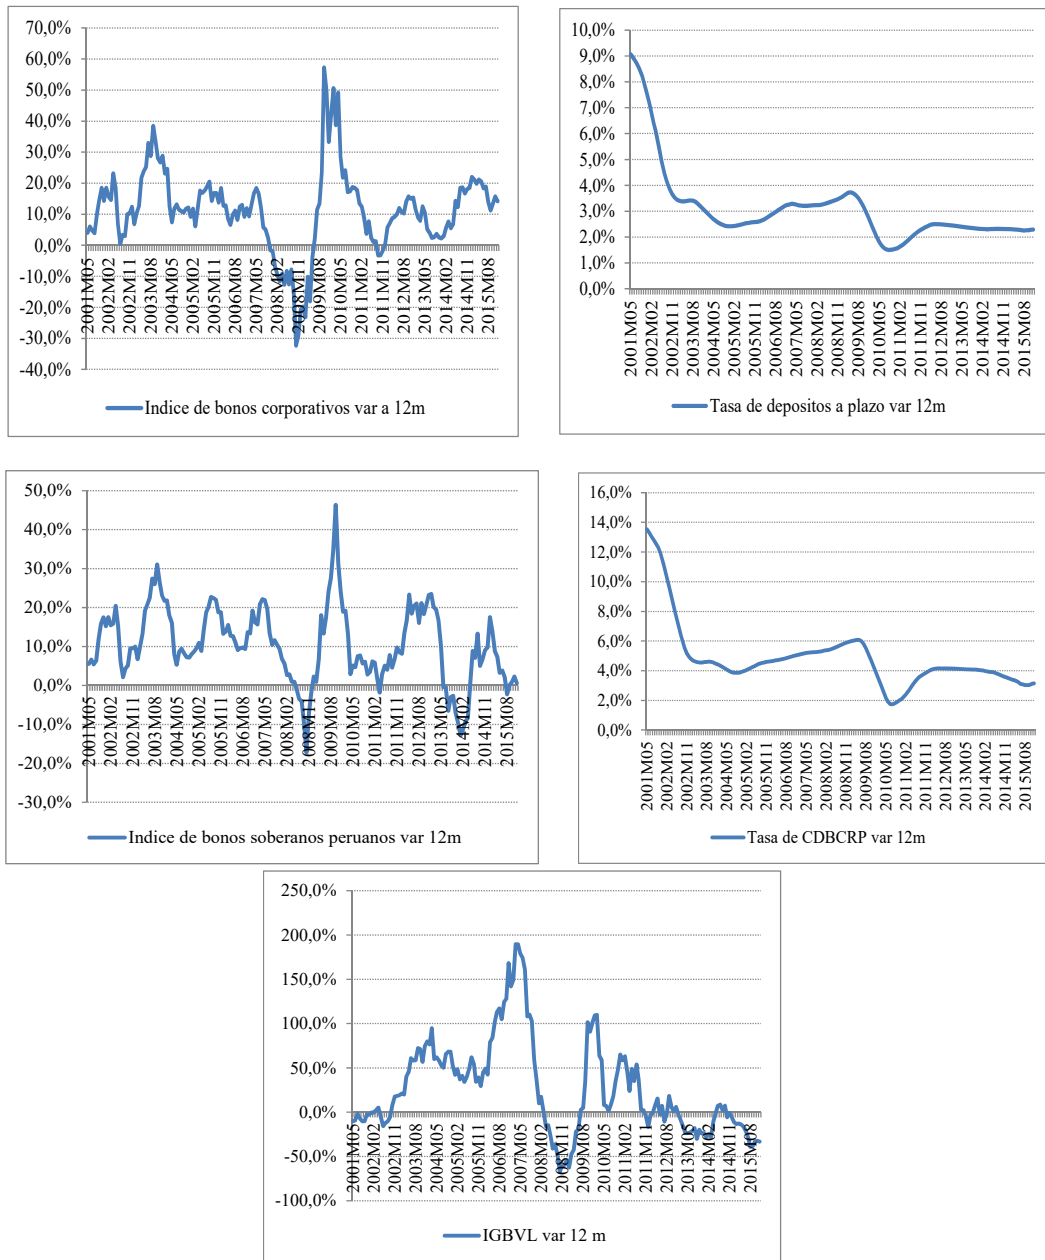 70,0%
60,0%
50,0%
40,0%
30,0%
20,0%
10,0%
0,0%
-10,0%
-20,0%
-30,0%
-40,0%
2001M05
2002M02
2002M11
2003M08
2004M05
2005M02
2005M11
2006M08
2007M05
2008M02
2008M11
2009M08
2010M05
2011M02
2011M11
2012M08
2013M05
2014M02
2014M11
2015M08
Indice de bonos corporativos var a 12m
10,0%
9,0%
8,0%
7,0%
6,0%
5,0%
4,0%
3,0%
2,0%
1,0%
0,0%
2001M05
2002M02
2002M11
2003M08
2004M05
2005M02
2005M11
2006M08
2007M05
2008M02
2008M11
2009M08
2010M05
2011M02
2011M11
2012M08
2013M05
2014M02
2014M11
2015M08
Tasa de depositos a plazo var 12m
50,0%
40,0%
30,0%
20,0%
10,0%
0,0%
-10,0%
-20,0%
-30,0%
2001M05
2002M02
2002M11
2003M08
2004M05
2005M02
2005M11
2006M08
2007M05
2008M02
2008M11
2009M08
2010M05
2011M02
2011M11
2012M08
2013M05
2014M02
2014M11
2015M08
Indice de bonos soberanos peruanos var 12m
16,0%
14,0%
12,0%
10,0%
8,0%
6,0%
4,0%
2,0%
0,0%
2001M05
2002M02
2002M11
2003M08
2004M05
2005M02
2005M11
2006M08
2007M05
2008M02
2008M11
2009M08
2010M05
2011M02
2011M11
2012M08
2013M05
2014M02
2014M11
2015M08
Tasa de CDBCRP var 12m
250,0%
200,0%
150,0%
100,0%
50,0%
0,0%
-50,0%
-100,0%
2001M05
2002M02
2002M11
2003M08
2004M05
2005M02
2005M11
2006M08
2007M05
2008M02
2008M11
2009M08
2010M05
2011M02
2011M11
2012M08
2013M05
2014M02
2014M11
2015M08
IGBVL var 12 m